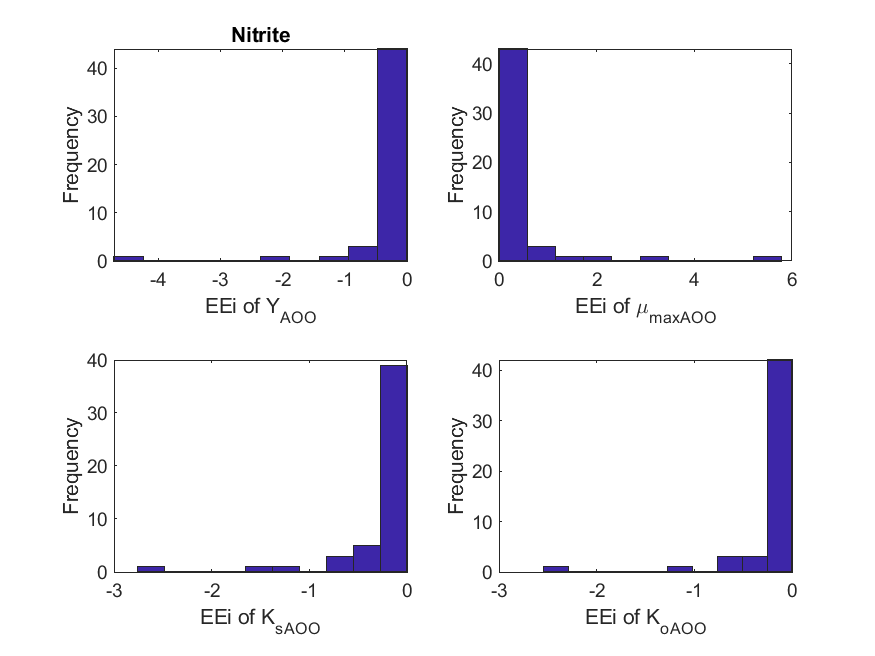 Nitrite
Frequency
40
30
20
10
0
-4 -3 -2 -1 0
EEi of Y_AOO
Frequency
40
30
20
10
0
0 2 4 6
EEi of μ_maxAOO
Frequency
40
30
20
10
0
-3 -2 -1 0
EEi of K_sAOO
Frequency
40
30
20
10
0
-3 -2 -1 0
EEi of K_oAOO